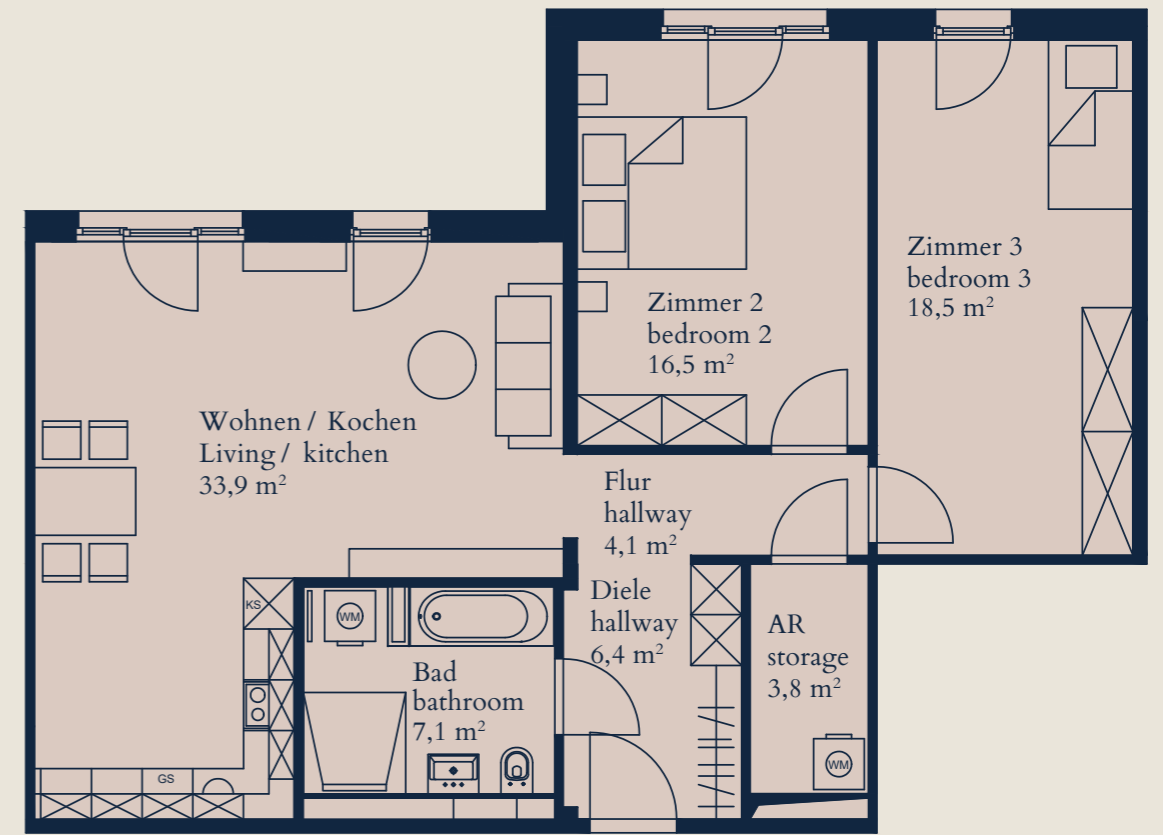 Wohnen / Kochen
Living / kitchen
33,9 m²
Zimmer 2
bedroom 2
16,5 m²
Zimmer 3
bedroom 3
18,5 m²
Flur
hallway
4,1 m²
Diele
hallway
6,4 m²
AR
storage
3,8 m²
WM
Bad
bathroom
7,1 m²
WM
KS
GS